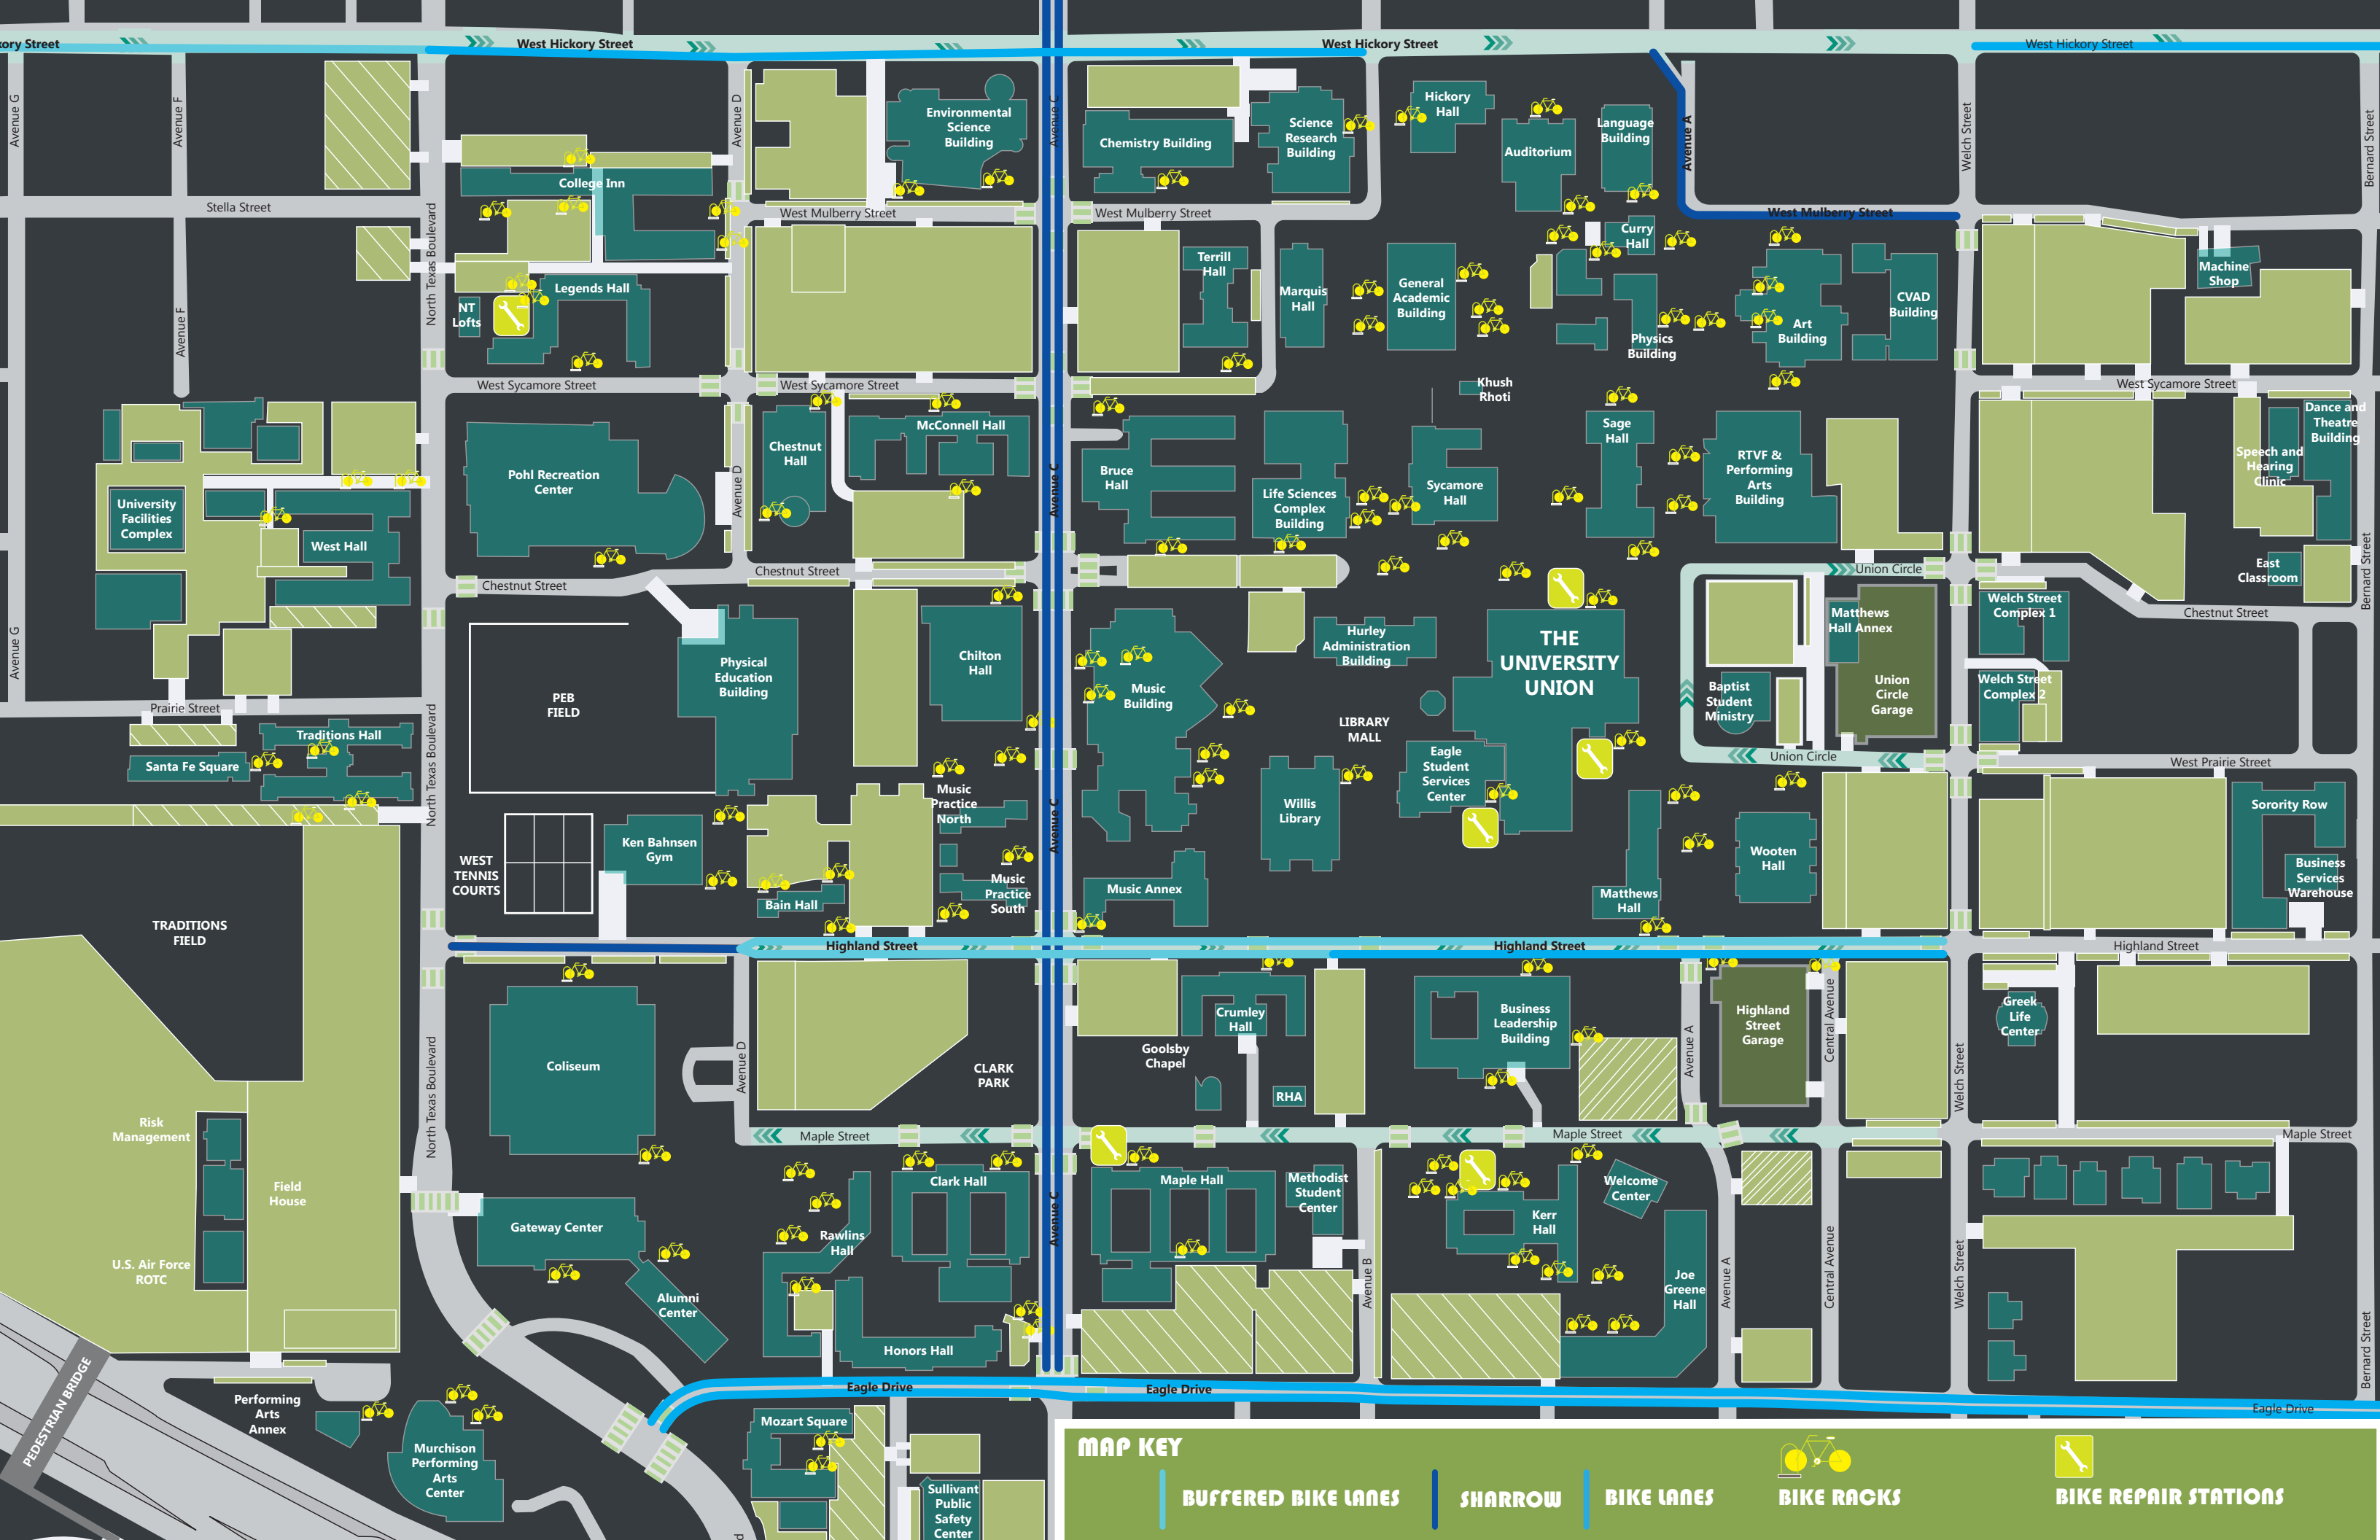 ory Street
West Hickory Street
West Hickory Street
West Hickory Street
Avenue G
Avenue F
Avenue D
Avenue C
Avenue A
Welch Street
Bernard Street
Environmental
Science
Building
Chemistry Building
Science
Research
Building
Hickory
Hall
Auditorium
Language
Building
College Inn
Stella Street
North Texas Boulevard
West Mulberry Street
West Mulberry Street
West Mulberry Street
Curry
Hall
Terrill
Hall
Marquis
Hall
General
Academic
Building
Physics
Building
Art
Building
CVAD
Building
Machine
Shop
NT
Lofts
Legends Hall
Avenue F
West Sycamore Street
West Sycamore Street
West Sycamore Street
Khush
Rhoti
Pohl Recreation
Center
Avenue D
Chestnut
Hall
McConnell Hall
Avenue C
Bruce
Hall
Life Sciences
Complex
Building
Sycamore
Hall
Sage
Hall
RTVF &
Performing
Arts
Building
Dance and
Theatre
Building
Speech and
Hearing
Clinic
East
Classroom
Bernard Street
University
Facilities
Complex
West Hall
Chestnut Street
Chestnut Street
Chestnut Street
Union Circle
Welch Street
Complex 1
Matthews
Hall Annex
Avenue G
PEB
FIELD
Physical
Education
Building
Chilton
Hall
Music
Building
Hurley
Administration
Building
THE
UNIVERSITY
UNION
LIBRARY
MALL
Baptist
Student
Ministry
Union
Circle
Garage
Welch Street
Complex 2
Prairie Street
Traditions Hall
Santa Fe Square
North Texas Boulevard
Union Circle
West Prairie Street
Eagle
Student
Services
Center
Willis
Library
Music
Practice
North
Avenue C
Ken Bahnsen
Gym
WEST
TENNIS
COURTS
Bain Hall
Music
Practice
South
Music Annex
Matthews
Hall
Wooten
Hall
Sorority Row
Business
Services
Warehouse
TRADITIONS
FIELD
Highland Street
Highland Street
Highland Street
Coliseum
Avenue D
CLARK
PARK
Goolsby
Chapel
Crumley
Hall
RHA
Business
Leadership
Building
Avenue A
Highland
Street
Garage
Central Avenue
Welch Street
Greek
Life
Center
North Texas Boulevard
Maple Street
Maple Street
Maple Street
Risk
Management
Field
House
U.S. Air Force
ROTC
Gateway Center
Alumni
Center
Rawlins
Hall
Clark Hall
Honors Hall
Avenue C
Maple Hall
Methodist
Student
Center
Avenue B
Kerr
Hall
Welcome
Center
Joe
Greene
Hall
Avenue A
Central Avenue
Welch Street
Bernard Street
Eagle Drive
Eagle Drive
Eagle Drive
PEDESTRIAN BRIDGE
Performing
Arts
Annex
Murchison
Performing
Arts
Center
Mozart Square
Sullivant
Public
Safety
Center
MAP KEY
BUFFERED BIKE LANES
SHARROW
BIKE LANES
BIKE RACKS
BIKE REPAIR STATIONS